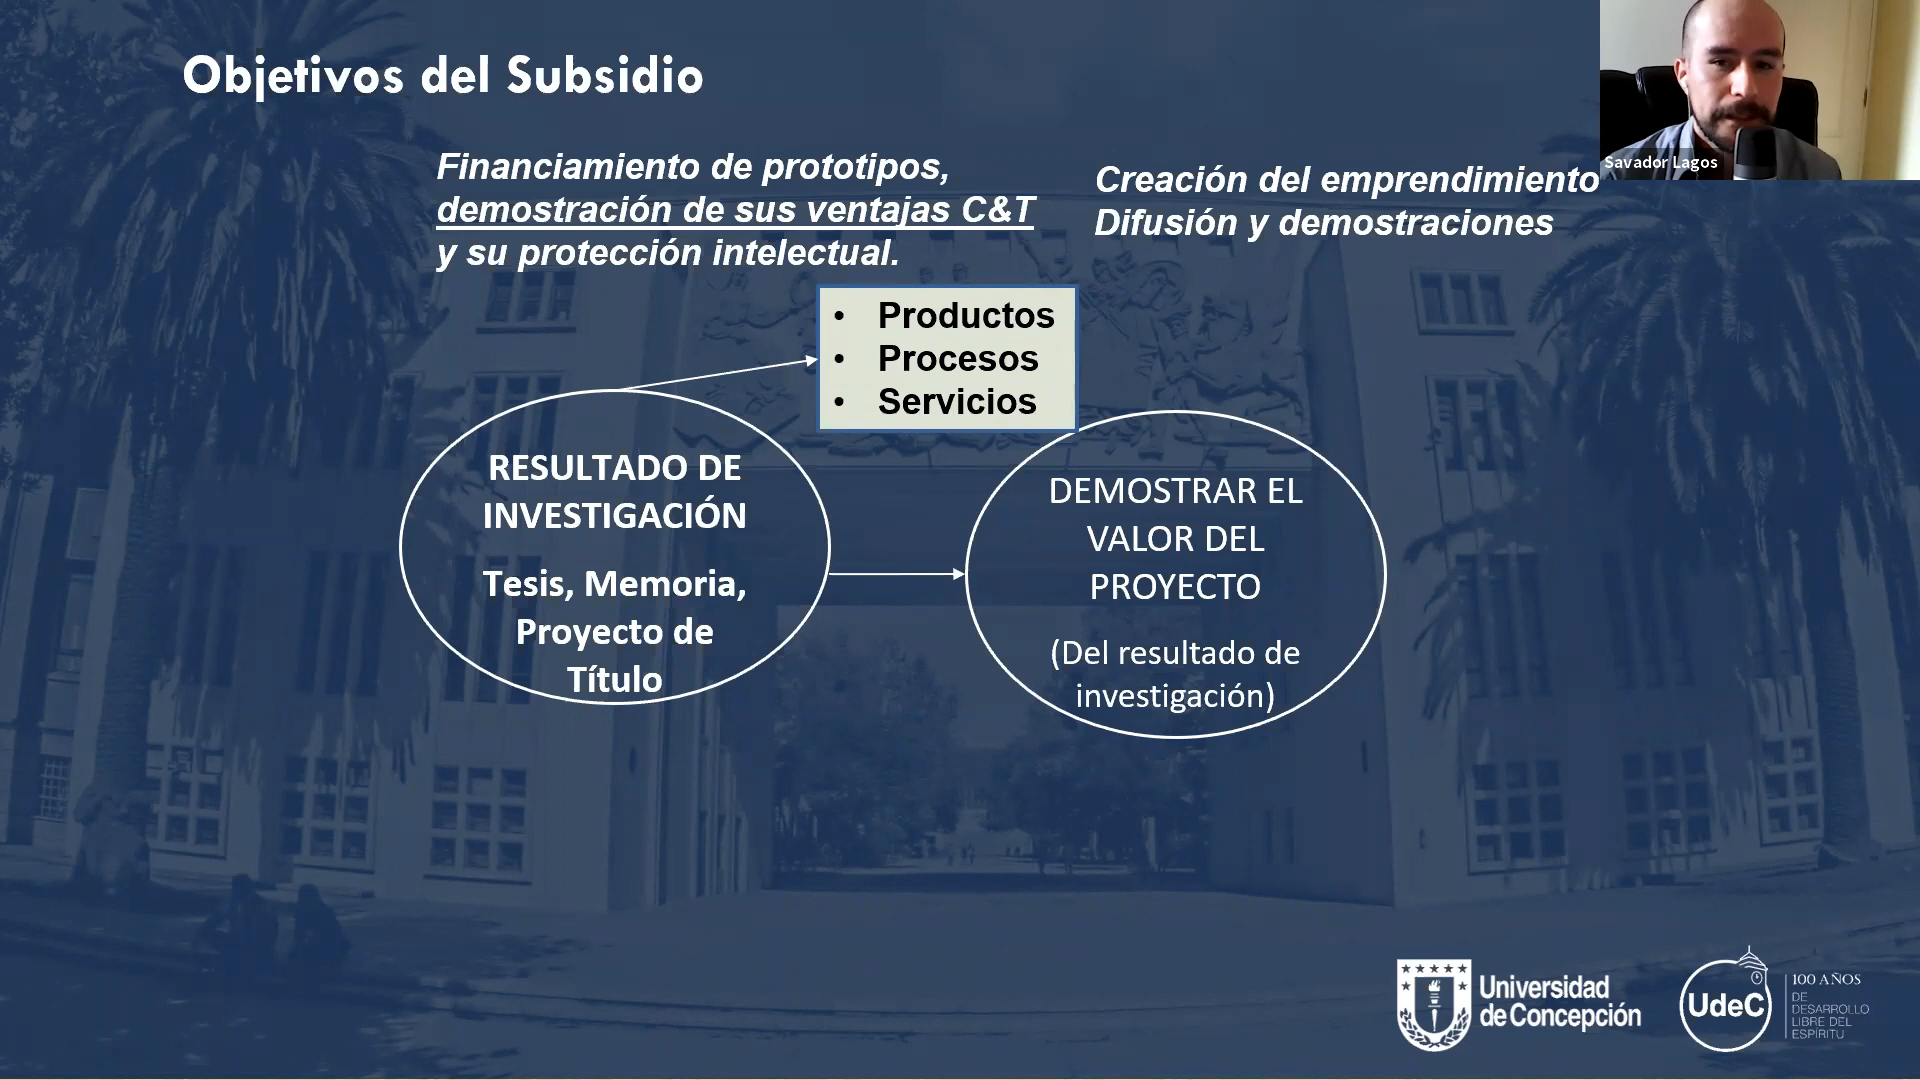 Objetivos del Subsidio
Savador Lagos
Financiamiento de prototipos,
demostración de sus ventajas C&T
y su protección intelectual.
Creación del emprendimiento
Difusión y demostraciones
• Productos
• Procesos
• Servicios
RESULTADO DE
INVESTIGACIÓN
Tesis, Memoria,
Proyecto de
Título
DEMOSTRAR EL
VALOR DEL
PROYECTO
(Del resultado de
investigación)
Universidad
de Concepción
UdeC
100 AÑOS
DE
DESARROLLO
LIBRE DEL
ESPÍRITU